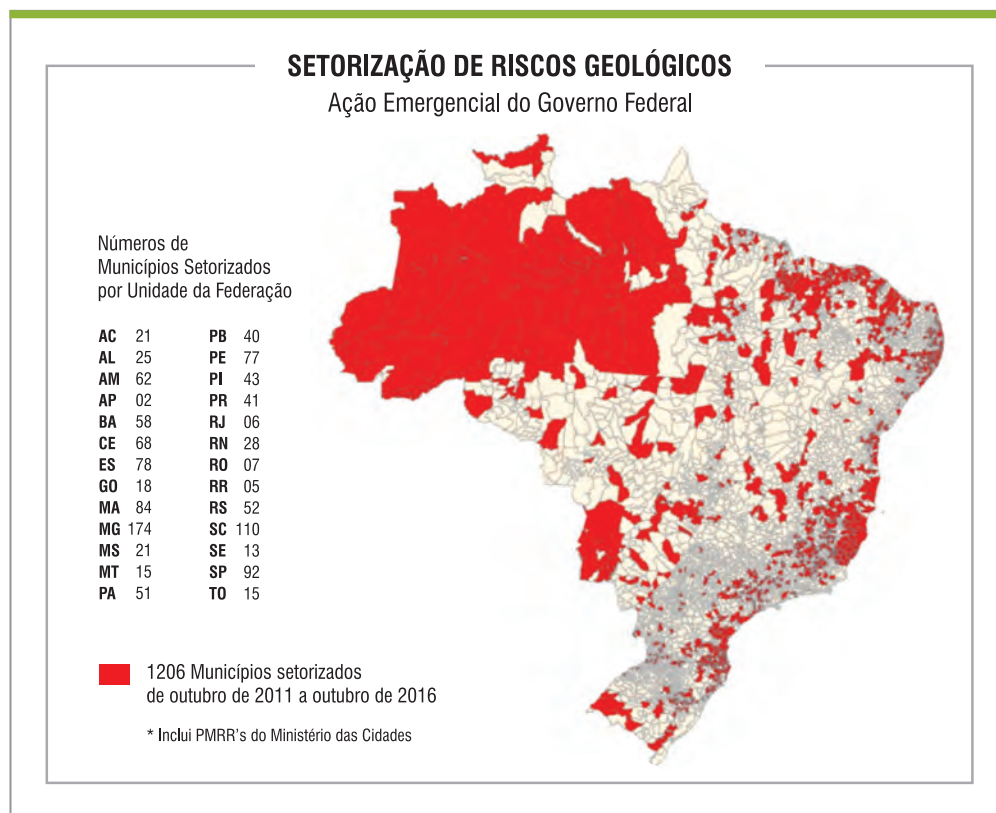 SETORIZAÇÃO DE RISCOS GEOLÓGICOS
Ação Emergencial do Governo Federal
Números de
Municípios Setorizados
por Unidade da Federação
AC 21
AL 25
AM 62
AP 02
BA 58
CE 68
ES 78
GO 18
MA 84
MG 174
MS 21
MT 15
PA 51
PB 40
PE 77
PI 43
PR 41
RJ 06
RN 28
RO 07
RR 05
RS 52
SC 110
SE 13
SP 92
TO 15
1206 Municípios setorizados
de outubro de 2011 a outubro de 2016
* Inclui PMRR's do Ministério das Cidades